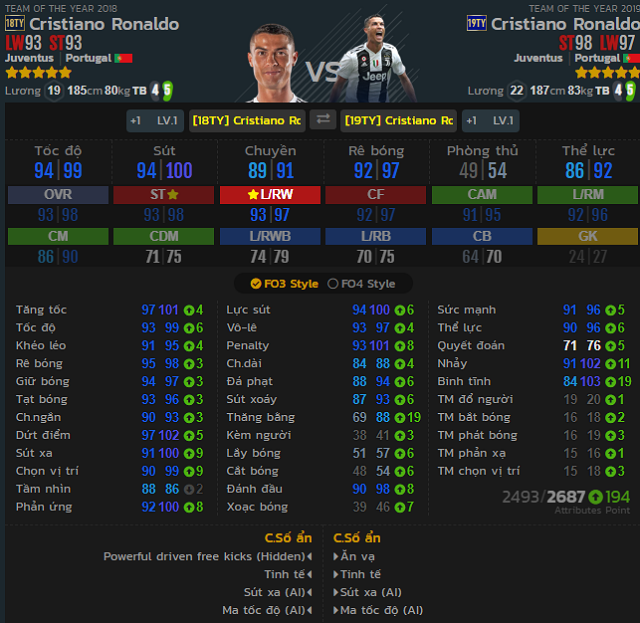 TEAM OF THE YEAR 2018
TEAM OF THE YEAR 2019
18TY Cristiano Ronaldo
19TY Cristiano Ronaldo
LW93 ST93
ST98 LW97
Juventus Portugal
Juventus Portugal
VS
Juventus
Jeep
Lương 19 185cm 80kg TB 4 5
Lương 22 187cm 83kg TB 4 5
+1 LV.1 [18TY] Cristiano Ro [19TY] Cristiano Ro +1 LV.1
Tốc độ Sút Chuyền Rê bóng Phòng thủ Thể lực
94|99 94|100 89|91 92|97 49|54 86|92
OVR ST L/RW CF CAM L/RM
93|98 93|98 93|97 92|97 91|95 92|96
CM CDM L/RWB L/RB CB GK
86|90 71|75 74|79 70|75 64|70 24|27
FO3 Style FO4 Style
Tăng tốc 97 101 4 Lực sút 94 100 6 Sức mạnh 91 96 5
Tốc độ 93 99 6 Vô-lê 93 97 4 Thể lực 90 96 6
Khéo léo 91 95 4 Penalty 93 101 8 Quyết đoán 71 76 5
Rê bóng 95 98 3 Ch.dài 84 88 4 Nhảy 91 102 11
Giữ bóng 94 97 3 Đá phạt 88 94 6 Bình tĩnh 84 103 19
Tạt bóng 93 96 3 Sút xoáy 87 93 6 TM đổ người 19 20 1
Ch.ngắn 90 93 3 Thăng bằng 69 88 19 TM bắt bóng 16 18 2
Dứt điểm 97 102 5 Kèm người 38 41 3 TM phát bóng 16 19 3
Sút xa 91 100 9 Lấy bóng 51 57 6 TM phản xạ 15 16 1
Chọn vị trí 90 99 9 Cắt bóng 48 54 6 TM chọn vị trí 15 18 3
Tầm nhìn 88 86 2 Đánh đầu 90 98 8 2493/2687 194
Phản ứng 92 100 8 Xoạc bóng 39 46 7 Attributes Point
C.Số ẩn C.Số ẩn
Powerful driven free kicks (Hidden) Ăn vạ
Tinh tế Tinh tế
Sút xa (AI) Sút xa (AI)
Ma tốc độ (AI) Ma tốc độ (AI)